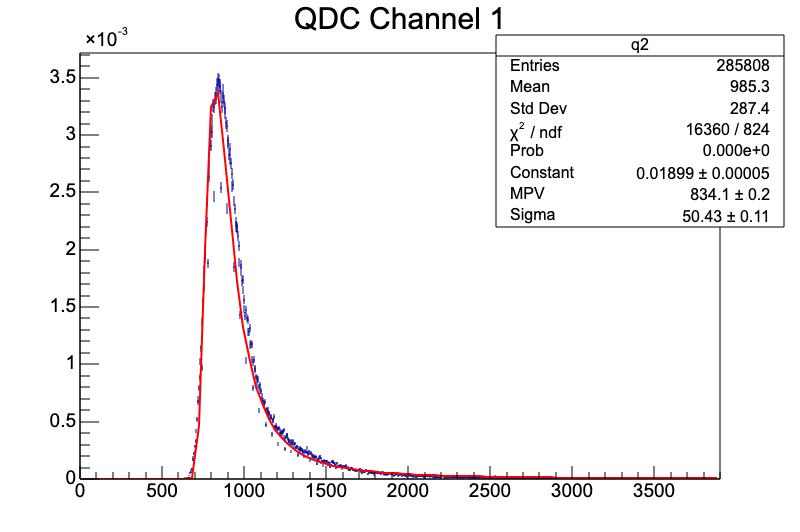 QDC Channel 1
×10⁻³
q2
Entries 285808
Mean 985.3
Std Dev 287.4
χ² / ndf 16360 / 824
Prob 0.000e+0
Constant 0.01899 ± 0.00005
MPV 834.1 ± 0.2
Sigma 50.43 ± 0.11
3.5
3
2.5
2
1.5
1
0.5
0
0 500 1000 1500 2000 2500 3000 3500